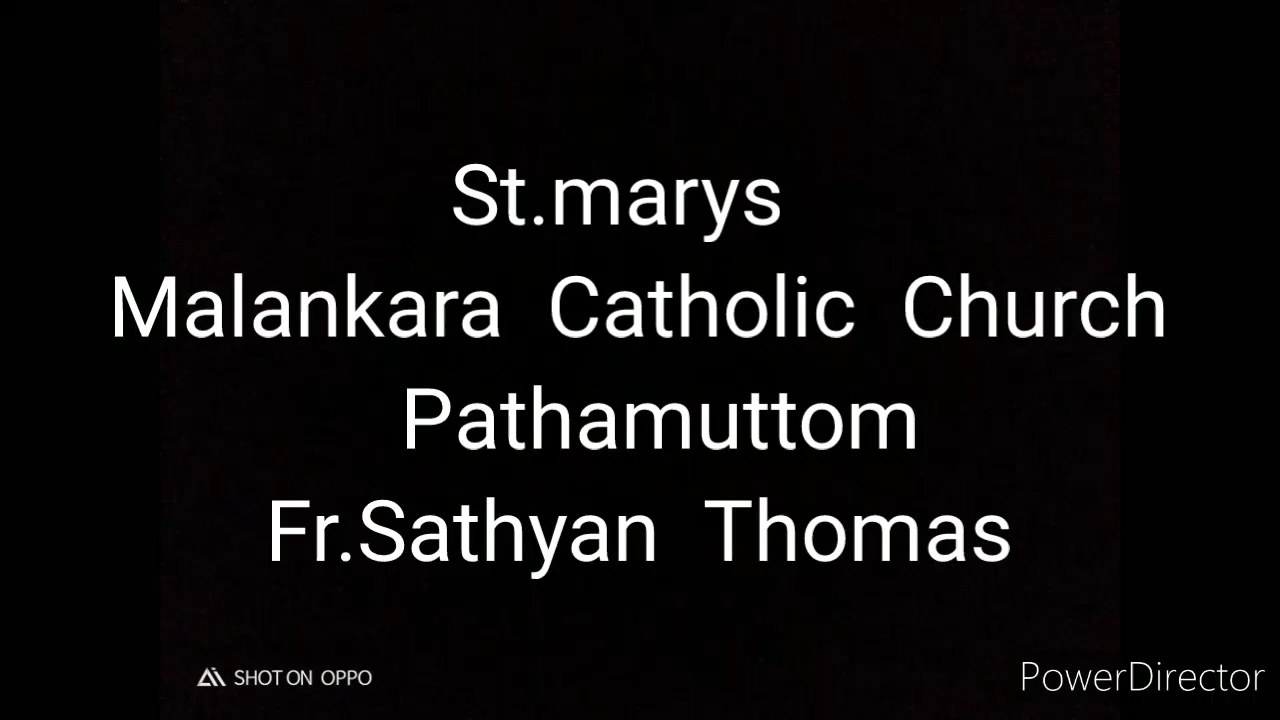 St.marys
Malankara Catholic Church
Pathamuttom
Fr.Sathyan Thomas
SHOT ON OPPO
PowerDirector